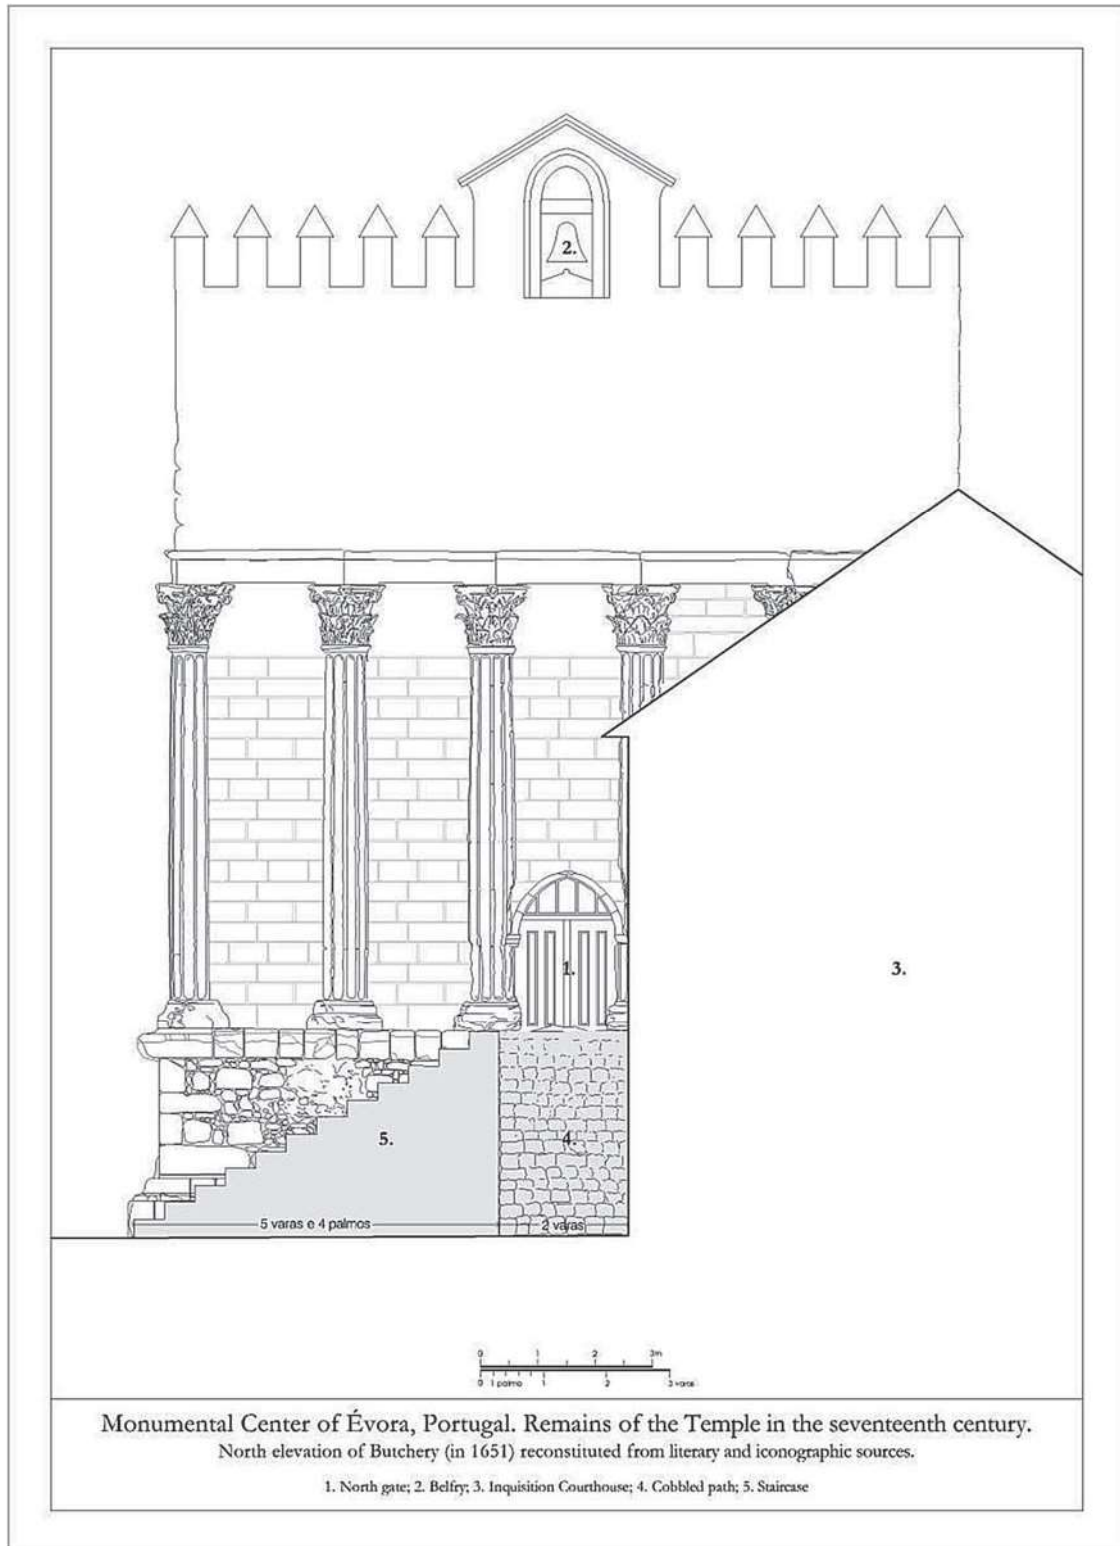 2.
3.
1.
4.
5.
5 varas e 4 palmos
2 varas
0 1 2 3m
0 1 palmo 1 2 3 varas
Monumental Center of Évora, Portugal. Remains of the Temple in the seventeenth century.
North elevation of Butchery (in 1651) reconstituted from literary and iconographic sources.
1. North gate; 2. Belfry; 3. Inquisition Courthouse; 4. Cobbled path; 5. Staircase